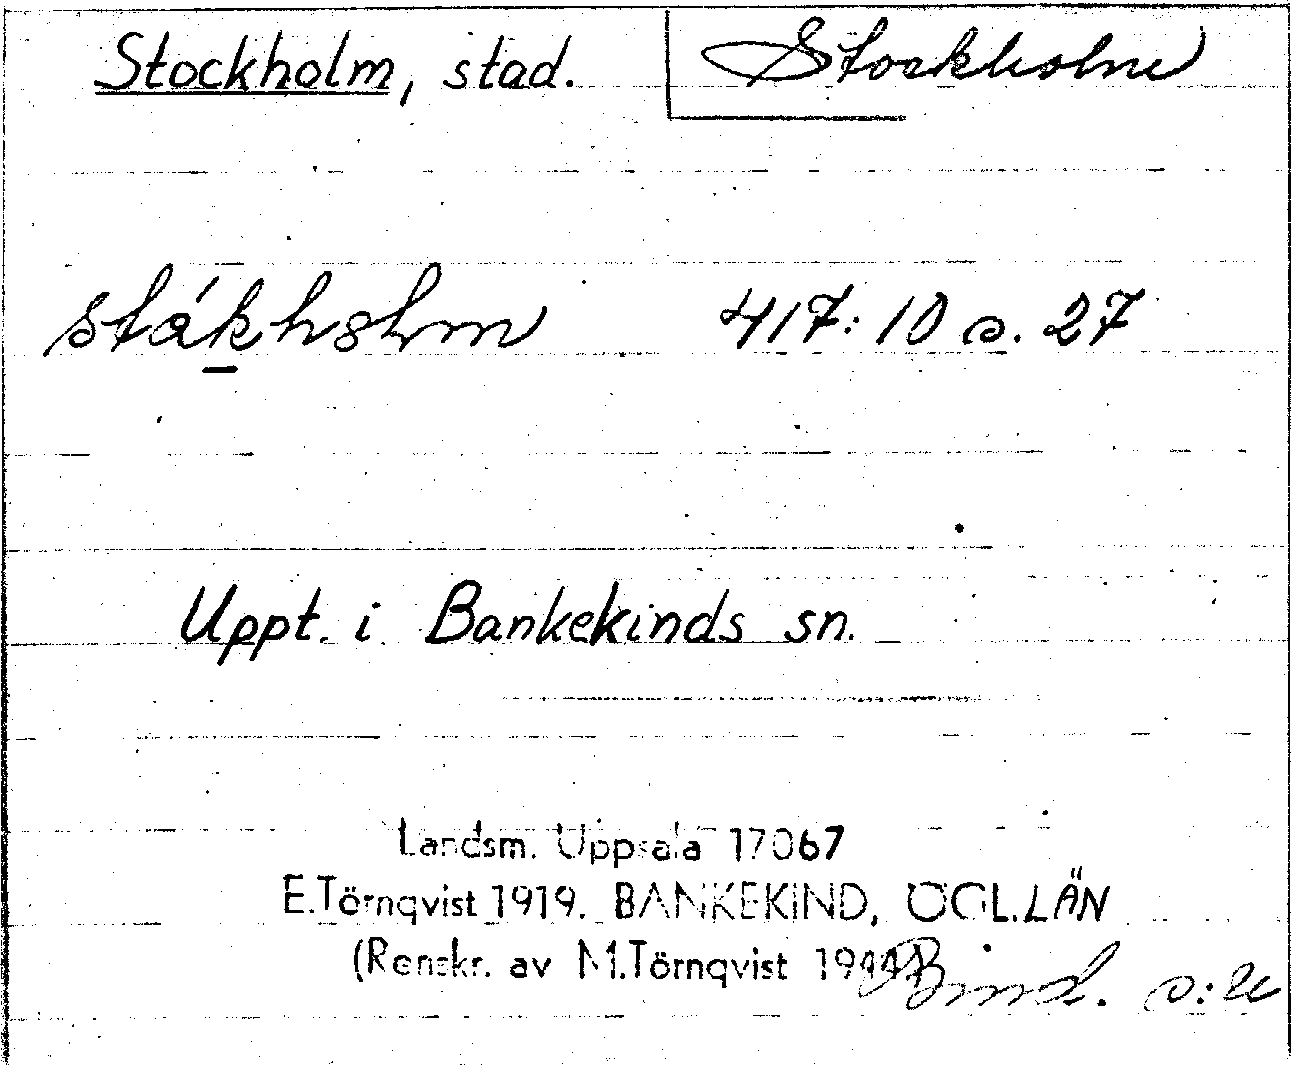 Stockholm, stad. Stockholm
stákholm 417: 10 o. 27
Uppt. i Bankekinds sn.
Landsm. Uppsala 17067
E.Törnqvist 1919. BANKEKIND, ÖGL.LÄN
(Renskr. av M.Törnqvist 1944)